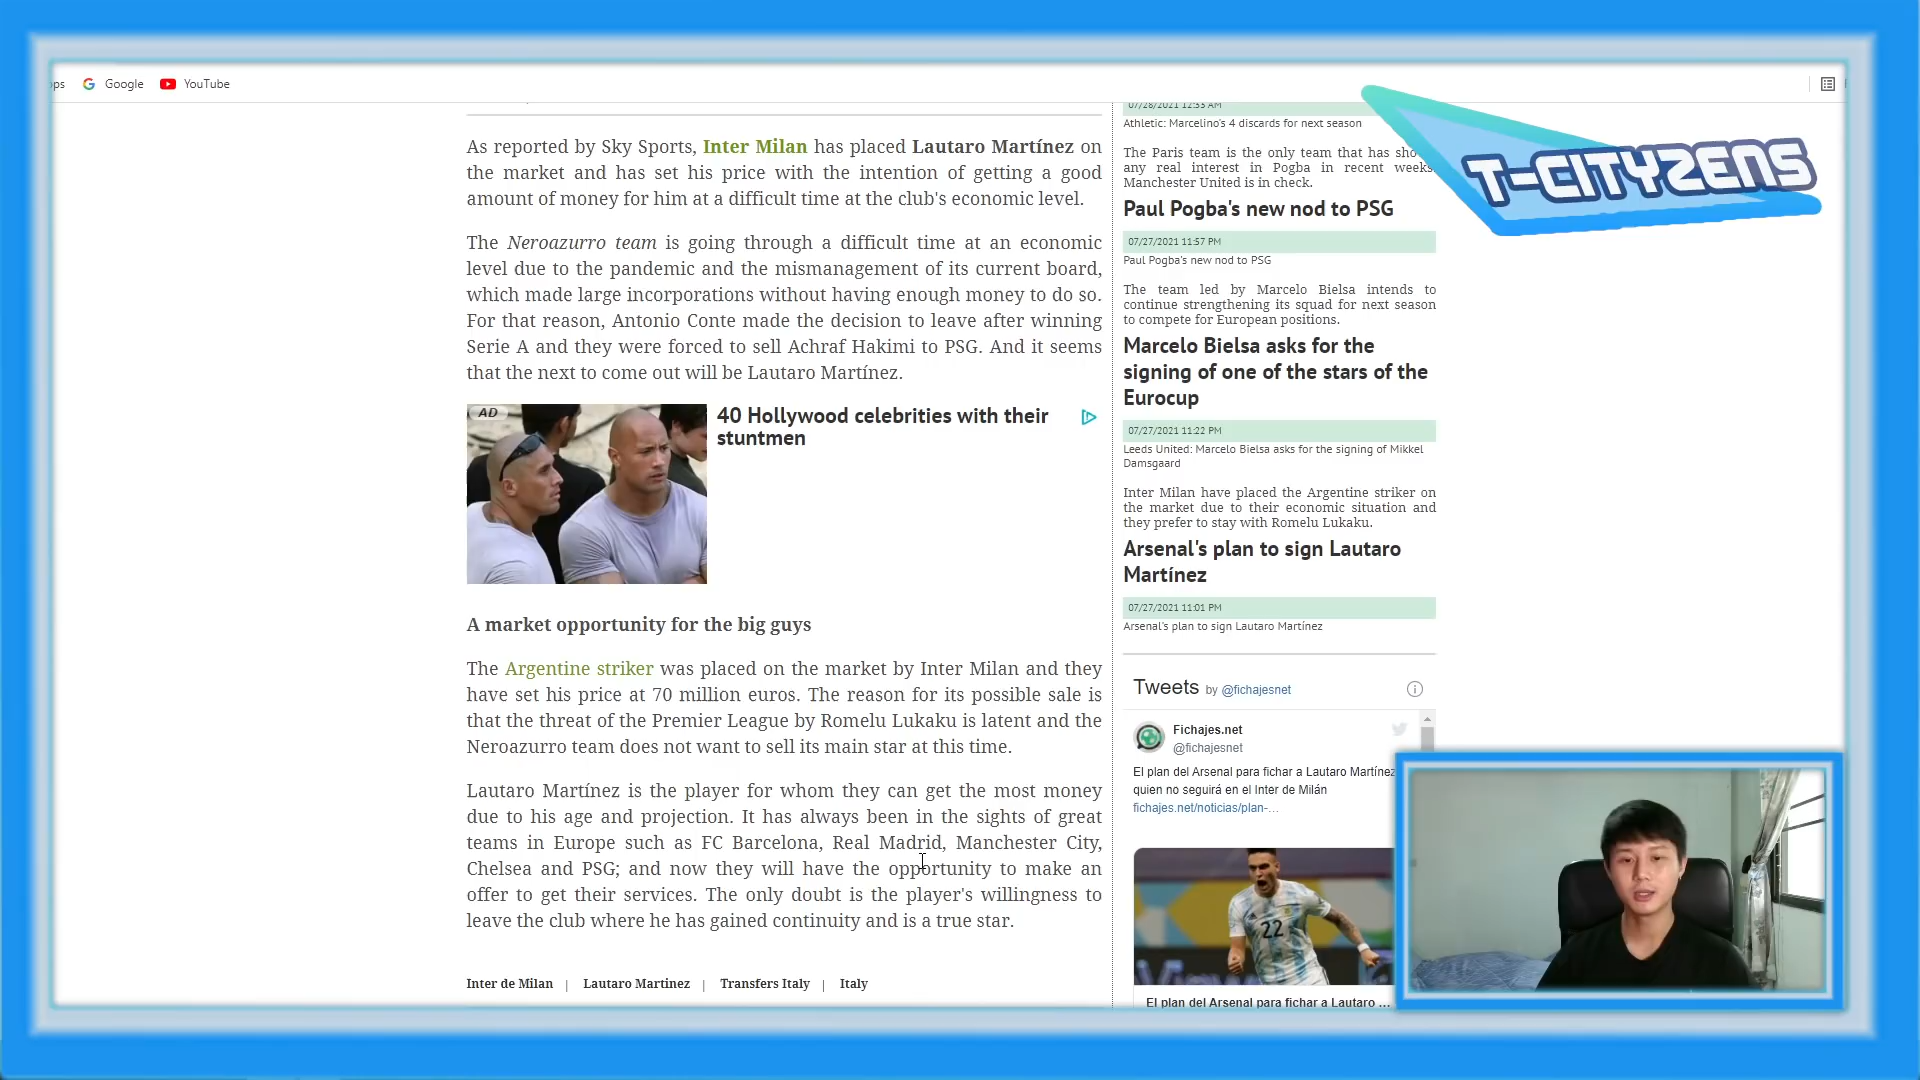 Google
YouTube
T-CITYZENS
As reported by Sky Sports, Inter Milan has placed Lautaro Martínez on
the market and has set his price with the intention of getting a good
amount of money for him at a difficult time at the club's economic level.
The Neroazurro team is going through a difficult time at an economic
level due to the pandemic and the mismanagement of its current board,
which made large incorporations without having enough money to do so.
For that reason, Antonio Conte made the decision to leave after winning
Serie A and they were forced to sell Achraf Hakimi to PSG. And it seems
that the next to come out will be Lautaro Martínez.
AD
40 Hollywood celebrities with their
stuntmen
A market opportunity for the big guys
The Argentine striker was placed on the market by Inter Milan and they
have set his price at 70 million euros. The reason for its possible sale is
that the threat of the Premier League by Romelu Lukaku is latent and the
Neroazurro team does not want to sell its main star at this time.
Lautaro Martínez is the player for whom they can get the most money
due to his age and projection. It has always been in the sights of great
teams in Europe such as FC Barcelona, Real Madrid, Manchester City,
Chelsea and PSG; and now they will have the opportunity to make an
offer to get their services. The only doubt is the player's willingness to
leave the club where he has gained continuity and is a true star.
Inter de Milan | Lautaro Martinez | Transfers Italy | Italy
07/28/2021 12:53 AM
Athletic: Marcelino's 4 discards for next season
The Paris team is the only team that has
any real interest in Pogba in recent weeks.
Manchester United is in check.
Paul Pogba's new nod to PSG
07/27/2021 11:57 PM
Paul Pogba's new nod to PSG
The team led by Marcelo Bielsa intends to
continue strengthening its squad for next season
to compete for European positions.
Marcelo Bielsa asks for the
signing of one of the stars of the
Eurocup
07/27/2021 11:22 PM
Leeds United: Marcelo Bielsa asks for the signing of Mikkel
Damsgaard
Inter Milan have placed the Argentine striker on
the market due to their economic situation and
they prefer to stay with Romelu Lukaku.
Arsenal's plan to sign Lautaro
Martínez
07/27/2021 11:01 PM
Arsenal's plan to sign Lautaro Martínez
Tweets by @fichajesnet
Fichajes.net
@fichajesnet
El plan del Arsenal para fichar a Lautaro Martínez
quien no seguirá en el Inter de Milán
fichajes.net/noticias/plan-…
22
El plan del Arsenal para fichar a Lautaro ...